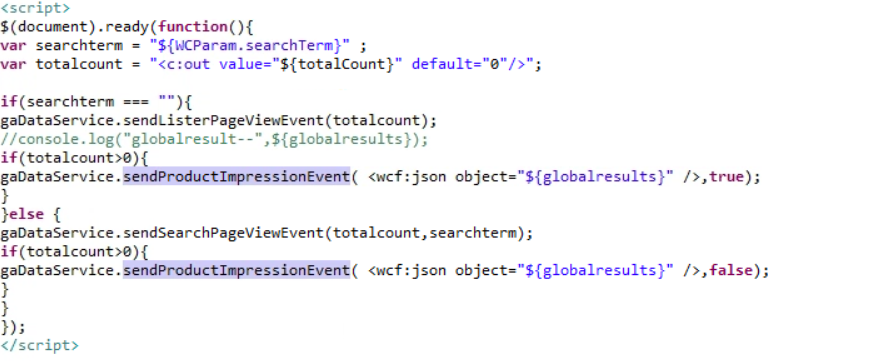 <script>
$(document).ready(function(){
var searchterm = "${WCParam.searchTerm}" ;
var totalcount = "<c:out value="${totalCount}" default="0"/>";
if(searchterm === ""){
gaDataService.sendListerPageViewEvent(totalcount);
//console.log("globalresult--",${globalresults});
if(totalcount>0){
gaDataService.sendProductImpressionEvent( <wcf:json object="${globalresults}" />,true);
}
}else {
gaDataService.sendSearchPageViewEvent(totalcount,searchterm);
if(totalcount>0){
gaDataService.sendProductImpressionEvent( <wcf:json object="${globalresults}" />,false);
}
}
});
</script>